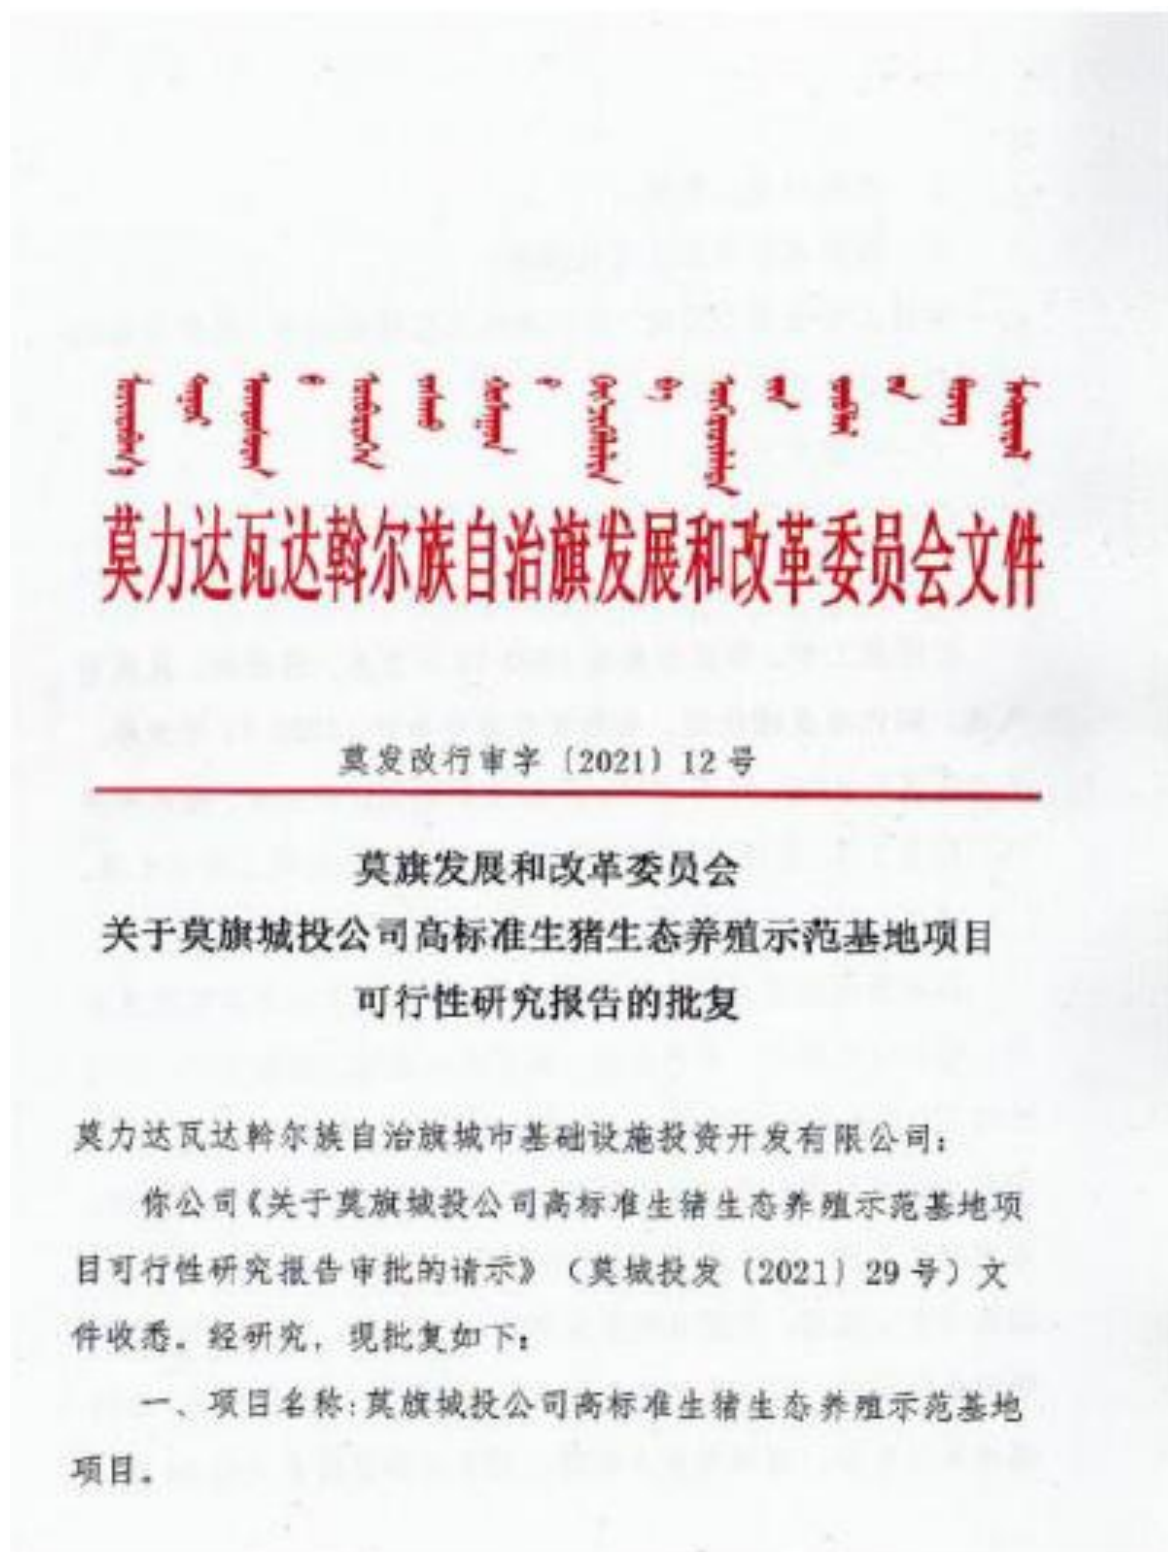 莫力达瓦达斡尔族自治旗发展和改革委员会文件
莫发改行审字〔2021〕12号
莫旗发展和改革委员会
关于莫旗城投公司高标准生猪生态养殖示范基地项目
可行性研究报告的批复
莫力达瓦达斡尔族自治旗城市基础设施投资开发有限公司：
你公司《关于莫旗城投公司高标准生猪生态养殖示范基地项
目可行性研究报告审批的请示》（莫城投发〔2021〕29号）文
件收悉。经研究，现批复如下：
一、项目名称:莫旗城投公司高标准生猪生态养殖示范基地
项目。